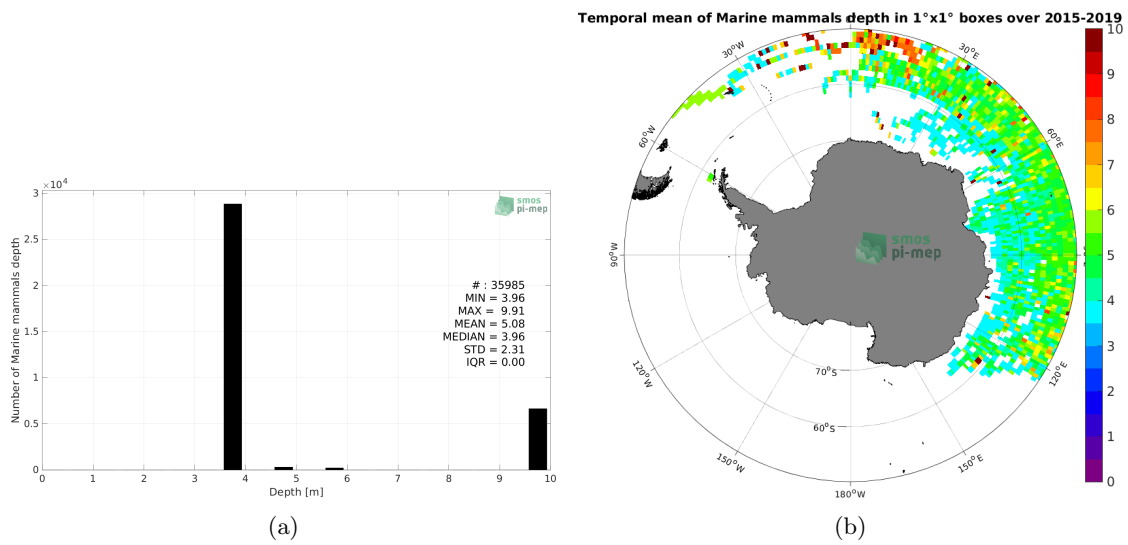 ×10⁴
3
2.5
2
1.5
1
0.5
0
Number of Marine mammals depth
smos
pi-mep
# : 35985
MIN = 3.96
MAX = 9.91
MEAN = 5.08
MEDIAN = 3.96
STD = 2.31
IQR = 0.00
0 1 2 3 4 5 6 7 8 9 10
Depth [m]
(a)
Temporal mean of Marine mammals depth in 1°x1° boxes over 2015-2019
30°W
30°E
60°W
60°E
90°W
120°W
120°E
150°W
150°E
180°W
70°S
60°S
smos
pi-mep
10
9
8
7
6
5
4
3
2
1
0
(b)